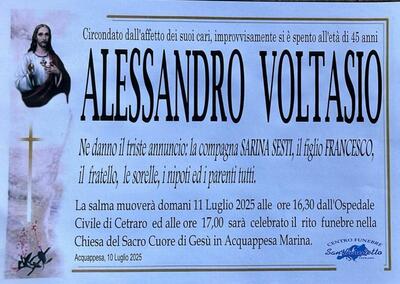 Circondato dall'affetto dei suoi cari, improvvisamente si è spento all'età di 45 anni
ALESSANDRO VOLTASIO
Ne danno il triste annuncio: la compagna SARINA SESTI, il figlio FRANCESCO,
il fratello, le sorelle, i nipoti ed i parenti tutti.
La salma muoverà domani 11 Luglio 2025 alle ore 16,30 dall'Ospedale
Civile di Cetraro ed alle ore 17,00 sarà celebrato il rito funebre nella
Chiesa del Sacro Cuore di Gesù in Acquappesa Marina.
CENTRO FUNEBRE
Acquappesa, 10 Luglio 2025